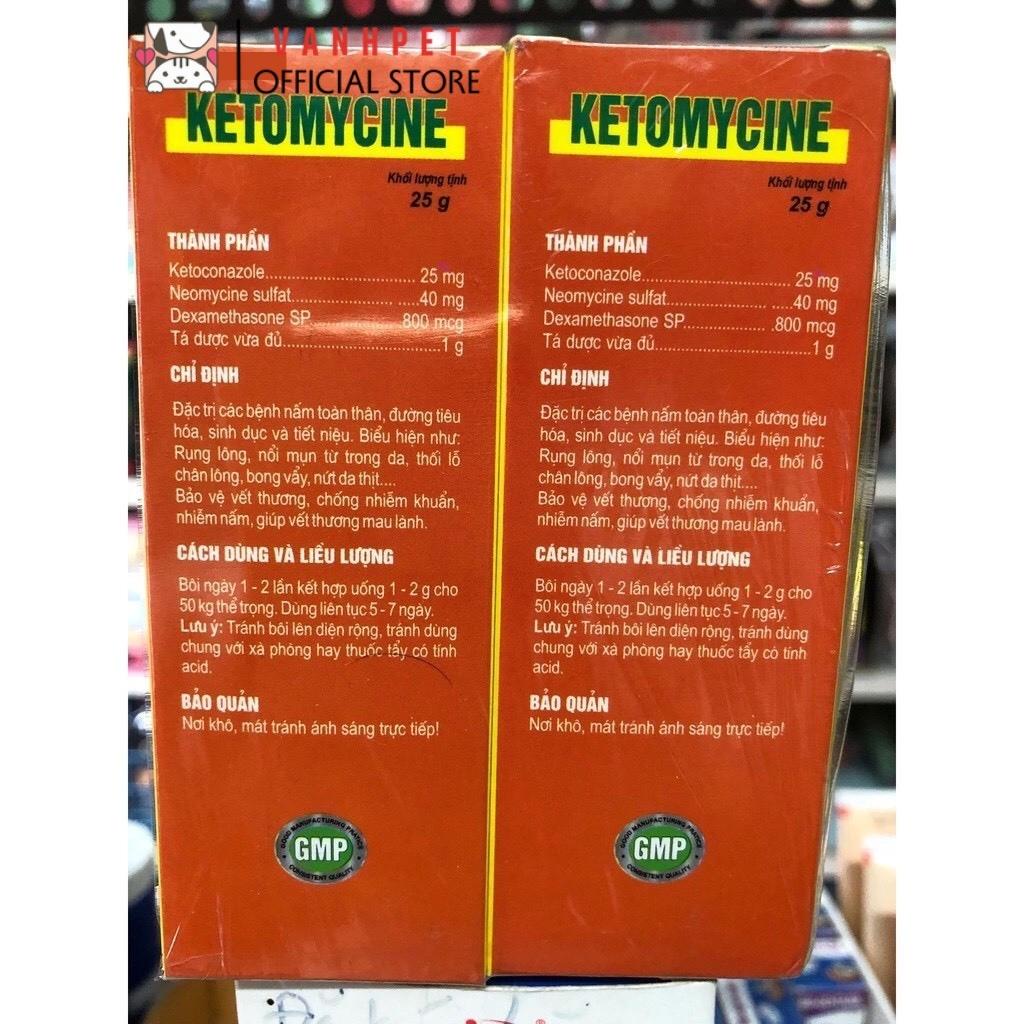 VANHPET
OFFICIAL STORE
KETOMYCINE
Khối lượng tịnh
25 g
THÀNH PHẦN
Ketoconazole.......................................... 25 mg
Neomycine sulfat...................... .....40 mg
Dexamethasone SP 800 mcg
Tá dược vừa đủ.......................................1 g
CHỈ ĐỊNH
Đặc trị các bệnh nấm toàn thân, đường tiêu
hóa, sinh dục và tiết niệu. Biểu hiện như:
Rụng lông, nổi mụn từ trong da, thối lỗ
chân lông, bong vẩy, nứt da thịt....
Bảo vệ vết thương, chống nhiễm khuẩn,
nhiễm nấm, giúp vết thương mau lành.
CÁCH DÙNG VÀ LIỀU LƯỢNG
Bôi ngày 1 - 2 lần kết hợp uống 1 - 2 g cho
50 kg thể trọng. Dùng liên tục 5 - 7 ngày.
Lưu ý: Tránh bôi lên diện rộng, tránh dùng
chung với xà phòng hay thuốc tẩy có tính
acid.
BẢO QUẢN
Nơi khô, mát tránh ánh sáng trực tiếp!
GOOD MANUFACTURING PRATICE
GMP
CONSISTENT QUALITY
KETOMYCINE
Khối lượng tịnh
25 g
THÀNH PHẦN
Ketoconazole.......................................... 25 mg
Neomycine sulfat...................... .....40 mg
Dexamethasone SP..................... .800 mcg
Tá dược vừa đủ.......................................1 g
CHỈ ĐỊNH
Đặc trị các bệnh nấm toàn thân, đường tiêu
hóa, sinh dục và tiết niệu. Biểu hiện như:
Rụng lông, nổi mụn từ trong da, thối lỗ
chân lông, bong vẩy, nứt da thịt....
Bảo vệ vết thương, chống nhiễm khuẩn,
nhiễm nấm, giúp vết thương mau lành.
CÁCH DÙNG VÀ LIỀU LƯỢNG
Bôi ngày 1 - 2 lần kết hợp uống 1 - 2 g cho
50 kg thể trọng. Dùng liên tục 5 - 7 ngày.
Lưu ý: Tránh bôi lên diện rộng, tránh dùng
chung với xà phòng hay thuốc tẩy có tính
acid.
BẢO QUẢN
Nơi khô, mát tránh ánh sáng trực tiếp!
GOOD MANUFACTURING PRATICE
GMP
CONSISTENT QUALITY